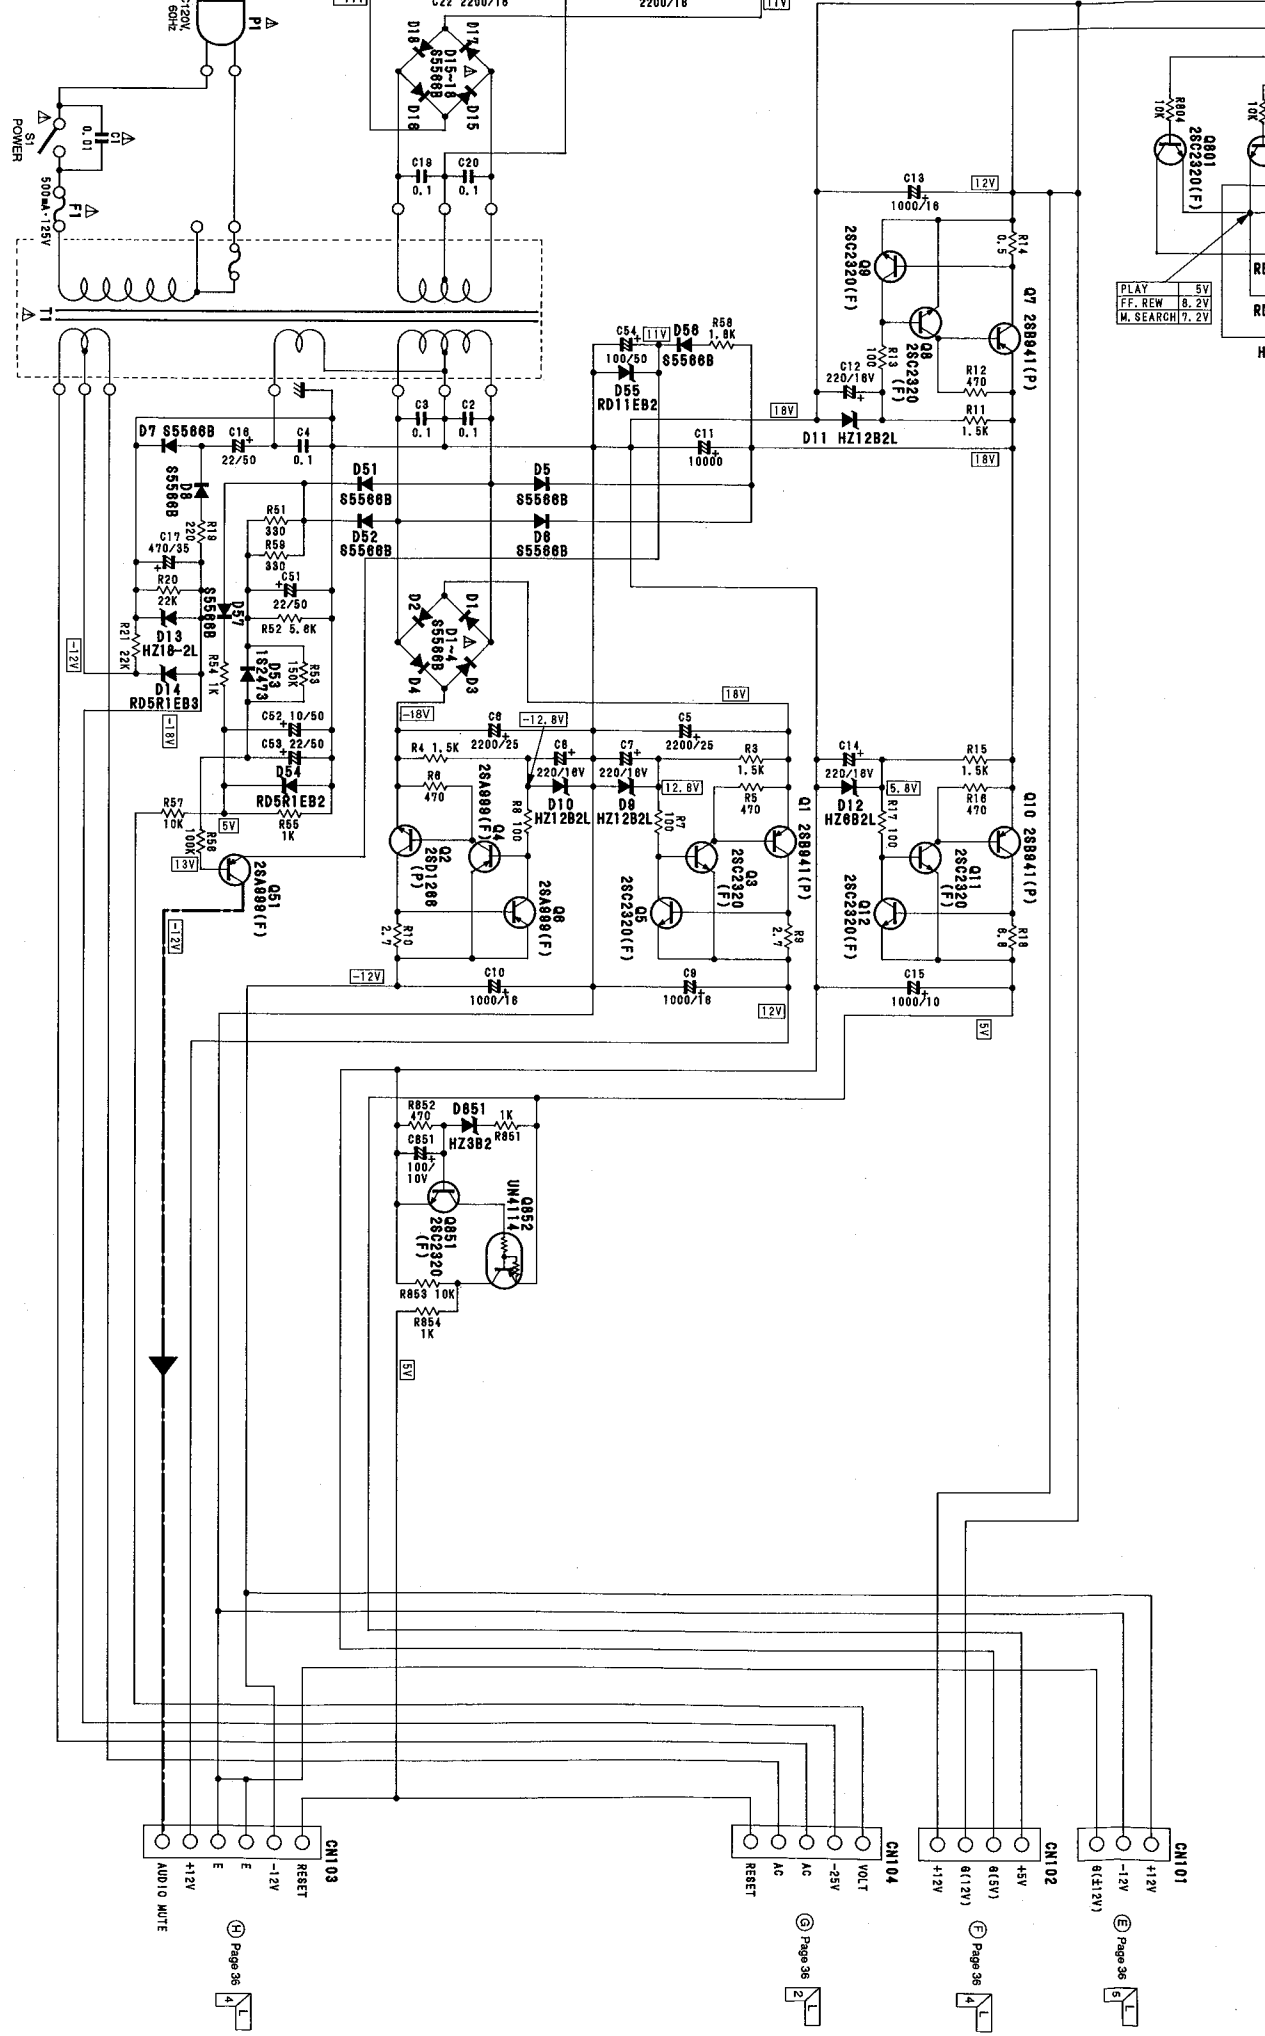 C22 2200/16
2200/16
17V
C120V,
60Hz
P1
S1
POWER
C1
0.01
F1
500mA·125V
T1
D18
D17
D15~18
S5566B
D16
D15
C19
0.1
C20
0.1
R804
10K
10K
Q801
2SC2320(F)
PLAY 5V
FF. REW 8.2V
M. SEARCH 7.2V
C13
1000/16
12V
R14
0.5
Q9
2SC2320(F)
Q8
2SC2320
(F)
Q7 2SB941(P)
R13
100
R12
470
R11
1.5K
C12
220/16V
D11 HZ12B2L
18V
18V
C54
100/50
11V
D56
S5566B
R58
1.8K
D55
RD11EB2
C11
10000
C3
0.1
C2
0.1
D7 S5566B
C16
22/50
C4
0.1
D8
S5566B
R19
220
C17
470/35
R20
22K
D13
HZ18-2L
R21 22K
D14
RD5R1EB3
-12V
-18V
D51
S5566B
D52
S5566B
D5
S5566B
D6
S5566B
R51
330
R59
330
C51
22/50
R52 5.6K
D57
S5566B
R54 1K
D53
1S2473
R53
150K
C52 10/50
C53 22/50
D54
RD5R1EB2
R55
1K
R57
10K
R56
100K
5V
13V
Q51
2SA999(F)
-12V
D2
D1
D1~4
S5566B
D4
D3
-18V
C6
2200/25
-12.8V
C5
2200/25
18V
R4 1.5K
R6
470
C8
220/16V
D10
HZ12B2L
C7
220/16V
D9
HZ12B2L
12.8V
R3
1.5K
R5
470
R8 100
R7
100
Q4
2SA999(F)
Q2
2SD1266
(P)
Q6
2SA999(F)
Q5
2SC2320(F)
Q3
2SC2320
(F)
Q1 2SB941(P)
R10
2.7
R9
2.7
-12V
C10
1000/16
C9
1000/16
12V
C14
220/16V
D12
HZ6B2L
5.8V
R15
1.5K
R16
470
R17 100
Q10 2SB941(P)
Q11
2SC2320
(F)
Q12
2SC2320(F)
R18
6.8
C15
1000/10
5V
R852
470
D851
HZ3B2
1K
R851
C851
100/
10V
Q852
UN4114
Q851
2SC2320
(F)
R853 10K
R854
1K
5V
CN103
AUDIO MUTE
+12V
E
E
-12V
RESET
H Page 36
4 L
CN104
RESET
AC
AC
-25V
VOLT
G Page 36
2 L
CN102
+12V
G(12V)
G(5V)
+5V
F Page 36
4 L
CN101
G(±12V)
-12V
+12V
E Page 36
5 L